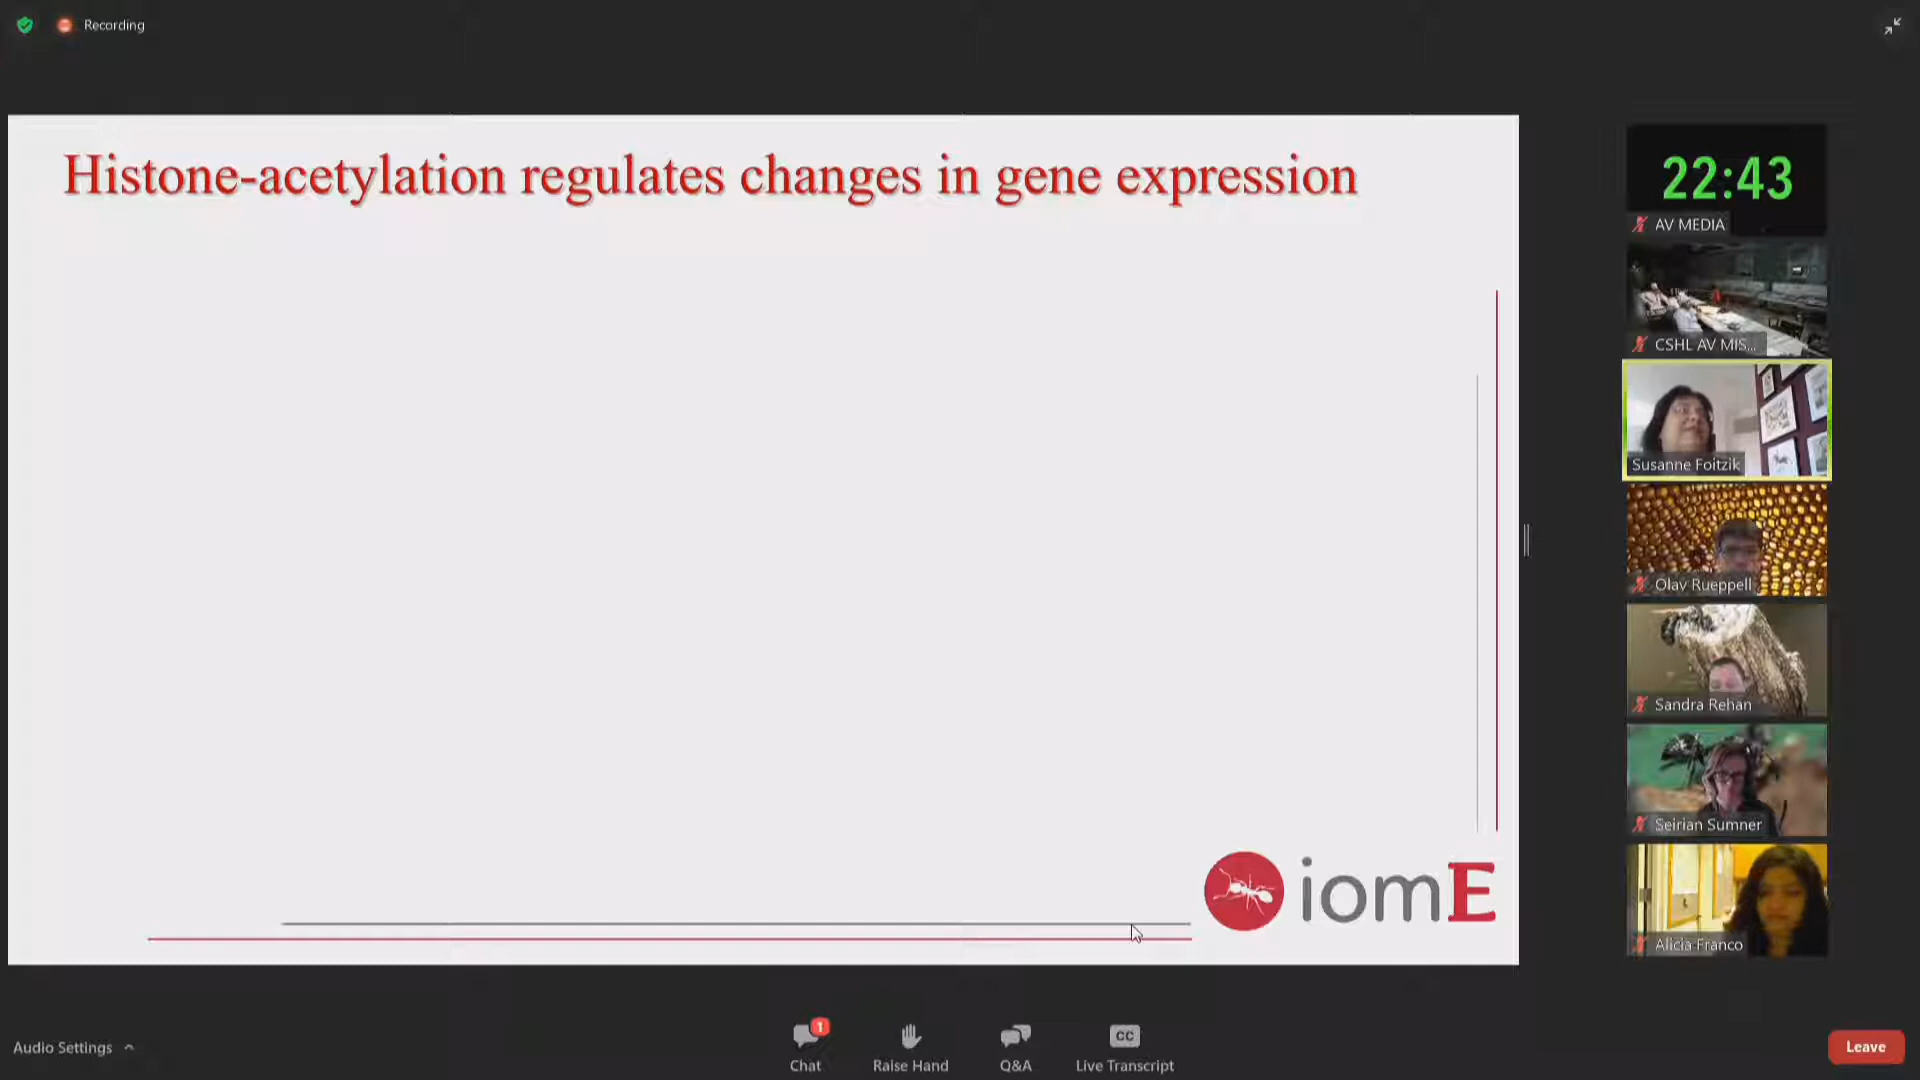 Recording
Histone-acetylation regulates changes in gene expression
iomE
22:43
AV MEDIA
CSHL AV MIS...
Susanne Foitzik
Olav Rueppell
Sandra Rehan
Seirian Sumner
Alicia Franco
Audio Settings
1
Chat
Raise Hand
Q&A
CC
Live Transcript
Leave